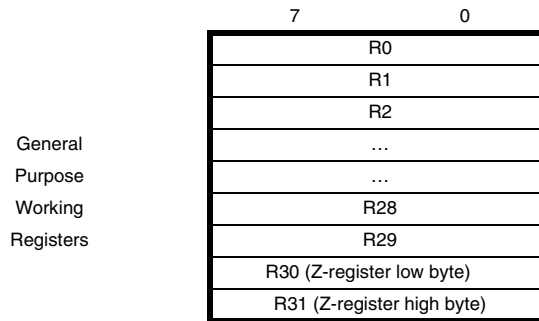 7 0
R0
R1
R2
General …
Purpose …
Working R28
Registers R29
R30 (Z-register low byte)
R31 (Z-register high byte)